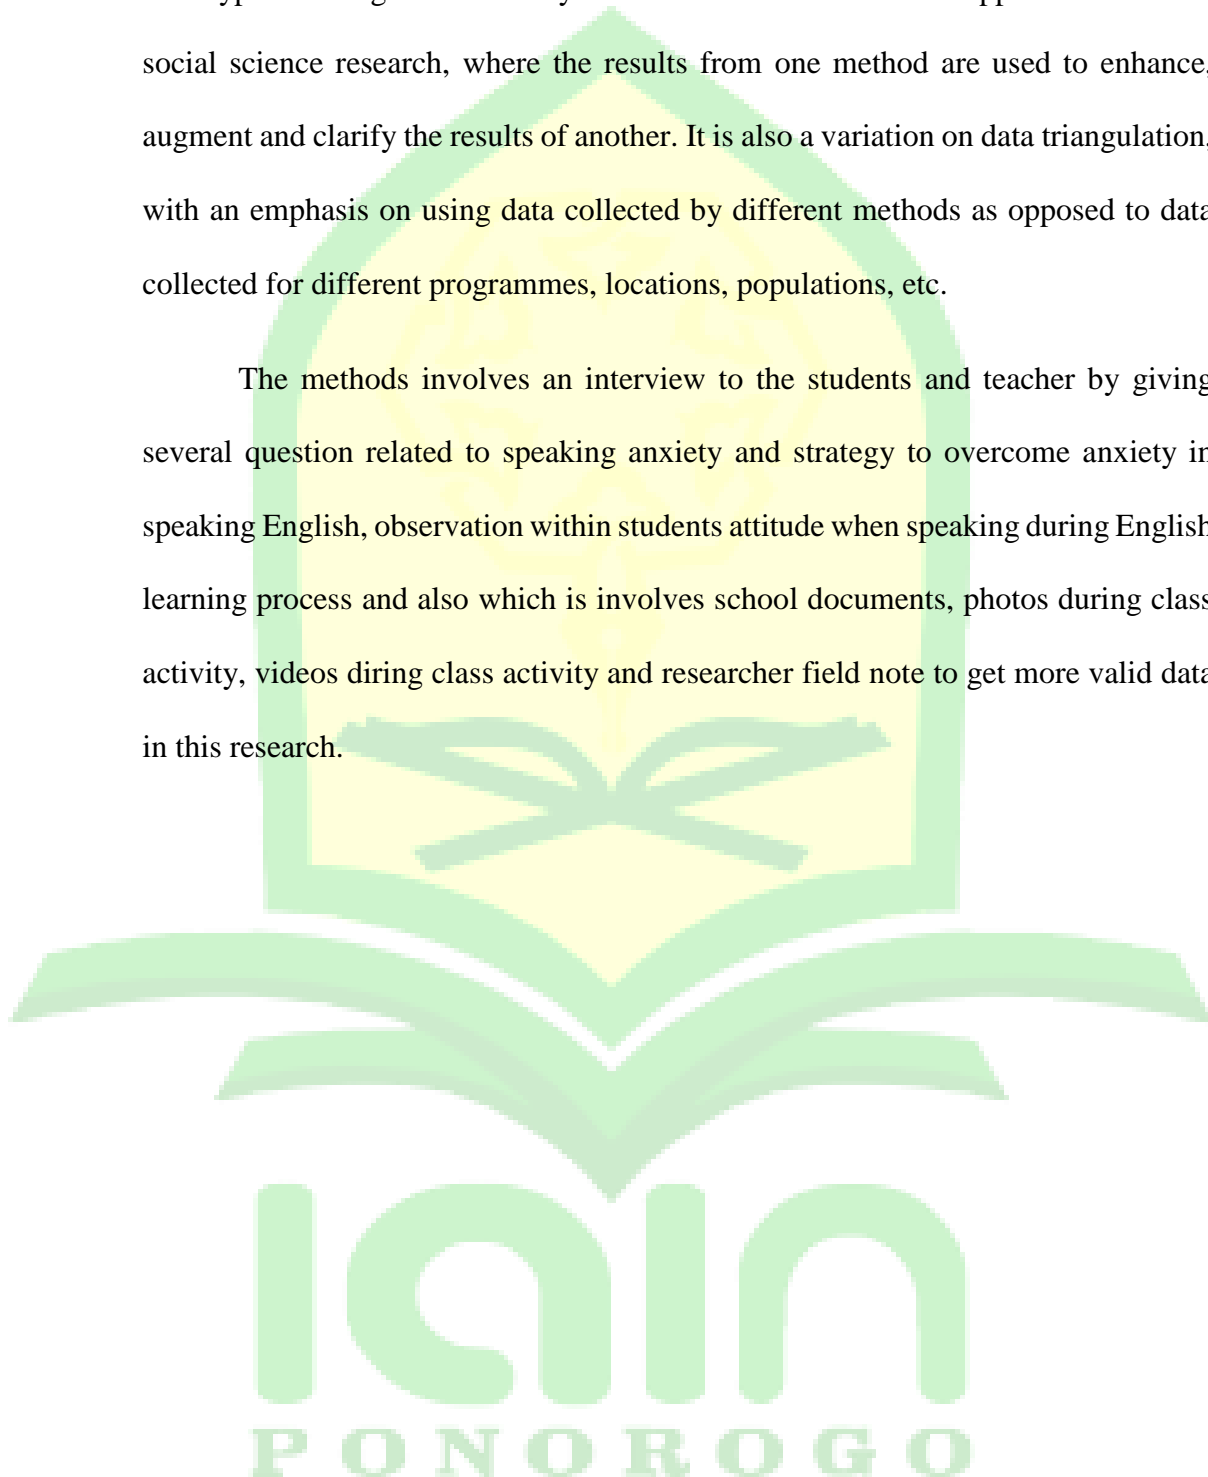 social science research, where the results from one method are used to enhance,
augment and clarify the results of another. It is also a variation on data triangulation,
with an emphasis on using data collected by different methods as opposed to data
collected for different programmes, locations, populations, etc.
The methods involves an interview to the students and teacher by giving
several question related to speaking anxiety and strategy to overcome anxiety in
speaking English, observation within students attitude when speaking during English
learning process and also which is involves school documents, photos during class
activity, videos diring class activity and researcher field note to get more valid data
in this research.
iain
PONOROGO